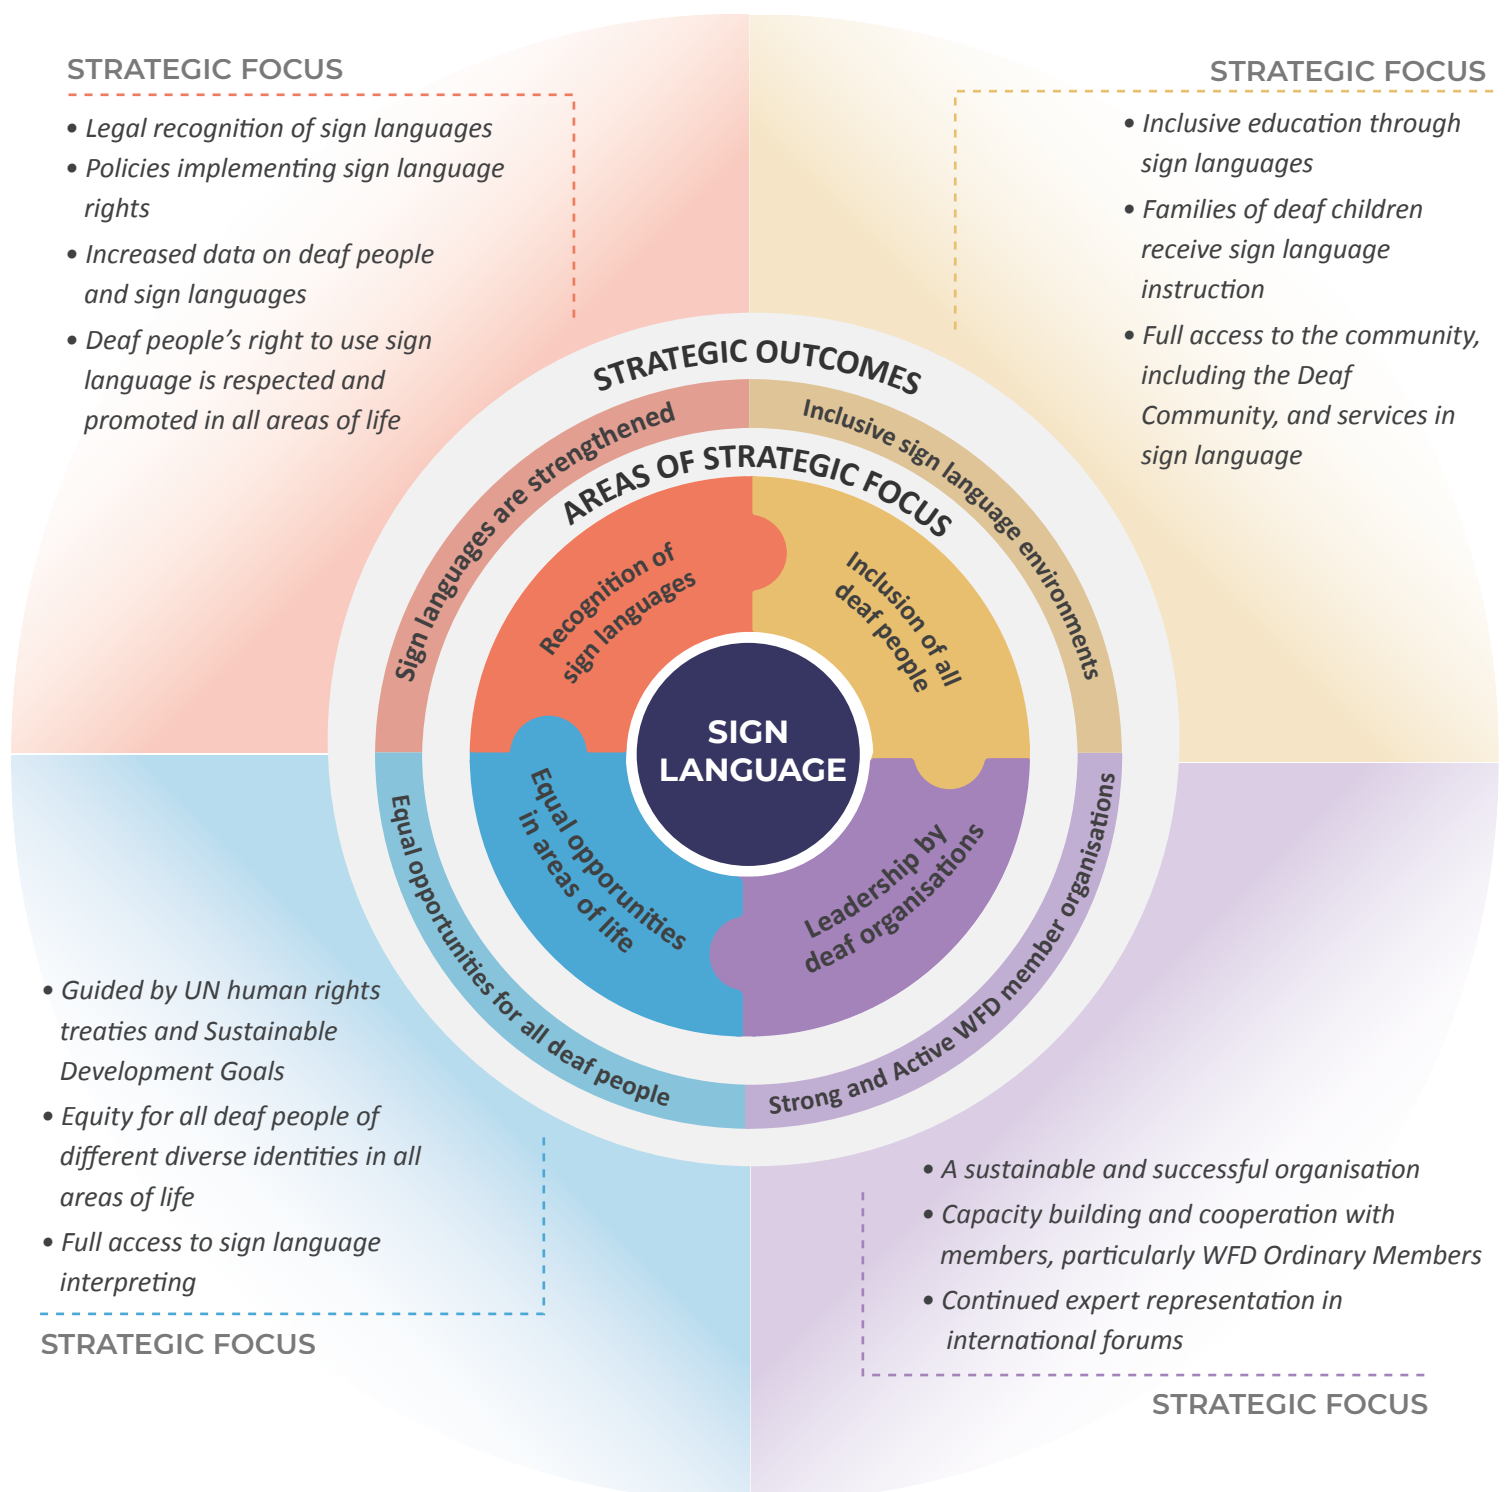 STRATEGIC FOCUS
• Legal recognition of sign languages
• Policies implementing sign language
rights
• Increased data on deaf people
and sign languages
• Deaf people’s right to use sign
language is respected and
promoted in all areas of life
STRATEGIC FOCUS
• Inclusive education through
sign languages
• Families of deaf children
receive sign language
instruction
• Full access to the community,
including the Deaf
Community, and services in
sign language
STRATEGIC OUTCOMES
Sign languages are strengthened
Inclusive sign language environments
AREAS OF STRATEGIC FOCUS
Recognition of
sign languages
Inclusion of all
deaf people
SIGN
LANGUAGE
Equal opporunities
in areas of life
Leadership by
deaf organisations
Equal opportunities for all deaf people
Strong and Active WFD member organisations
• Guided by UN human rights
treaties and Sustainable
Development Goals
• Equity for all deaf people of
different diverse identities in all
areas of life
• Full access to sign language
interpreting
STRATEGIC FOCUS
• A sustainable and successful organisation
• Capacity building and cooperation with
members, particularly WFD Ordinary Members
• Continued expert representation in
international forums
STRATEGIC FOCUS